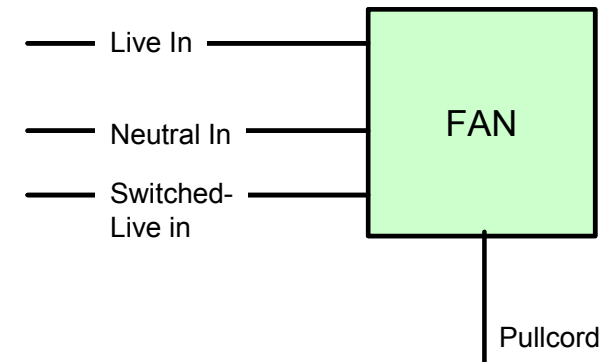 Live In
FAN
Neutral In
Switched-
Live in
Pullcord